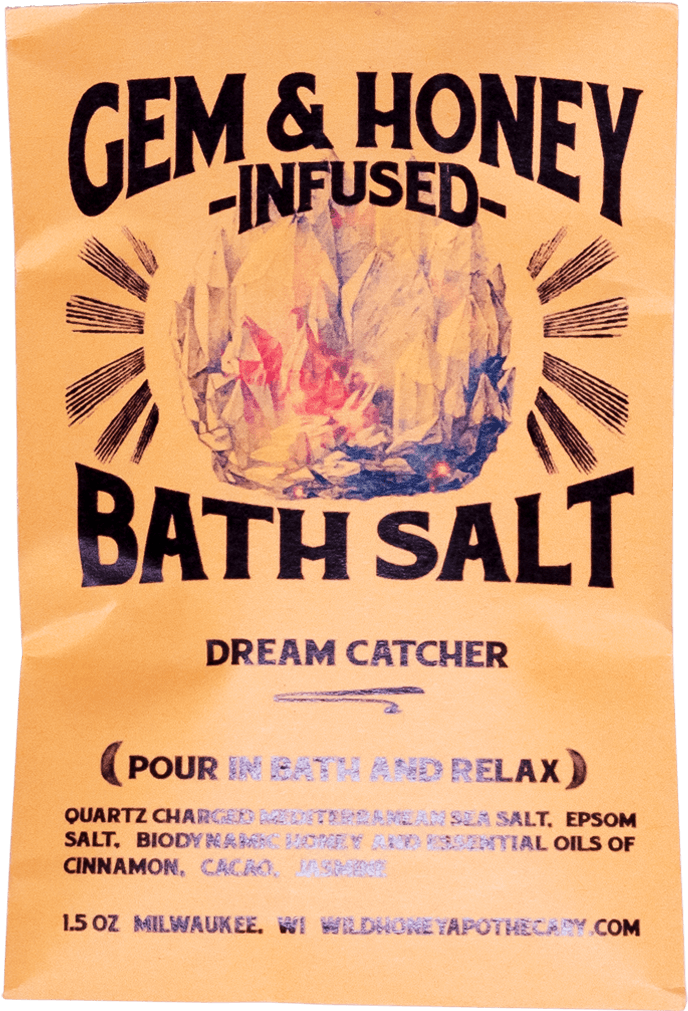 GEM & HONEY
-INFUSED-
BATH SALT
DREAM CATCHER
(POUR IN BATH AND RELAX)
QUARTZ CHARGED MEDITERRANEAN SEA SALT, EPSOM
SALT, BIODYNAMIC HONEY AND ESSENTIAL OILS OF
CINNAMON, CACAO, JASMINE
1.5 OZ MILWAUKEE, WI WILDHONEYAPOTHECARY.COM